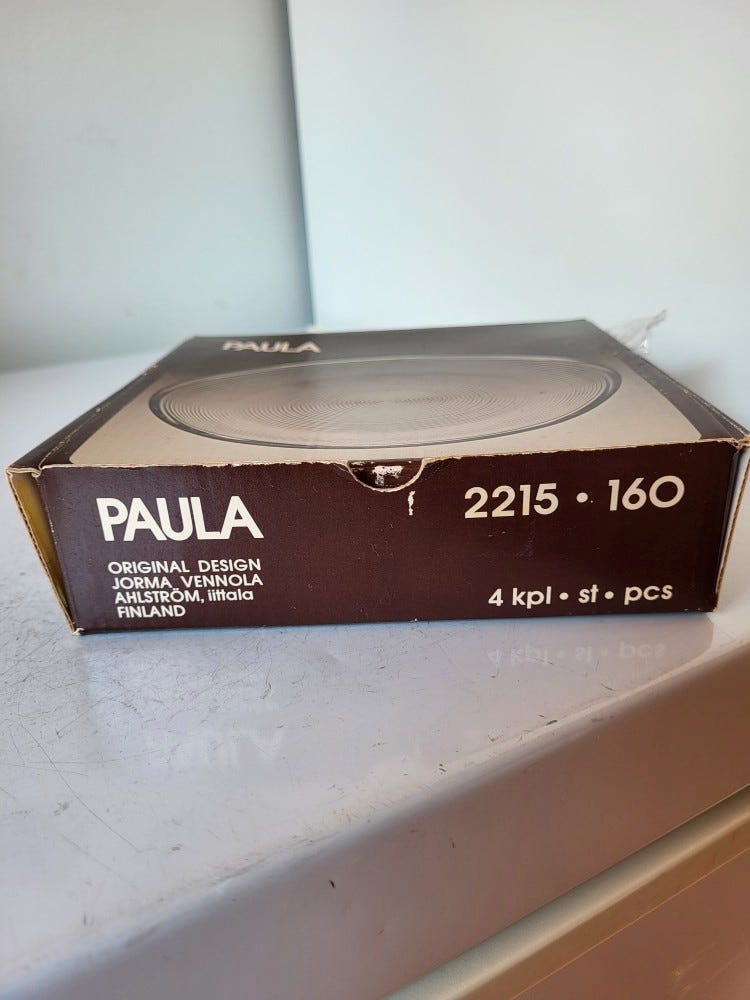 PAULA
PAULA
2215 • 160
ORIGINAL DESIGN
JORMA VENNOLA
AHLSTRÖM, iittala
FINLAND
4 kpl • st • pcs